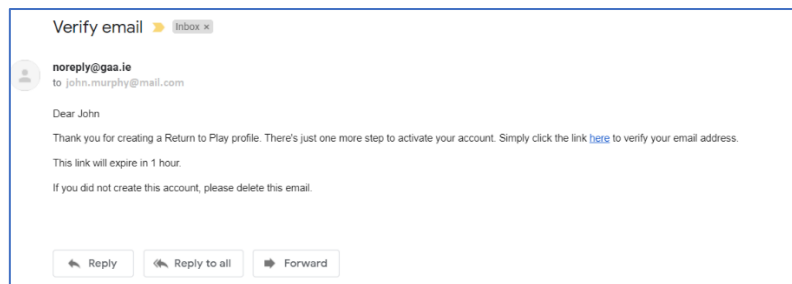 Verify email Inbox ×
noreply@gaa.ie
to john.murphy@mail.com
Dear John
Thank you for creating a Return to Play profile. There's just one more step to activate your account. Simply click the link here to verify your email address.
This link will expire in 1 hour.
If you did not create this account, please delete this email.
Reply Reply to all Forward